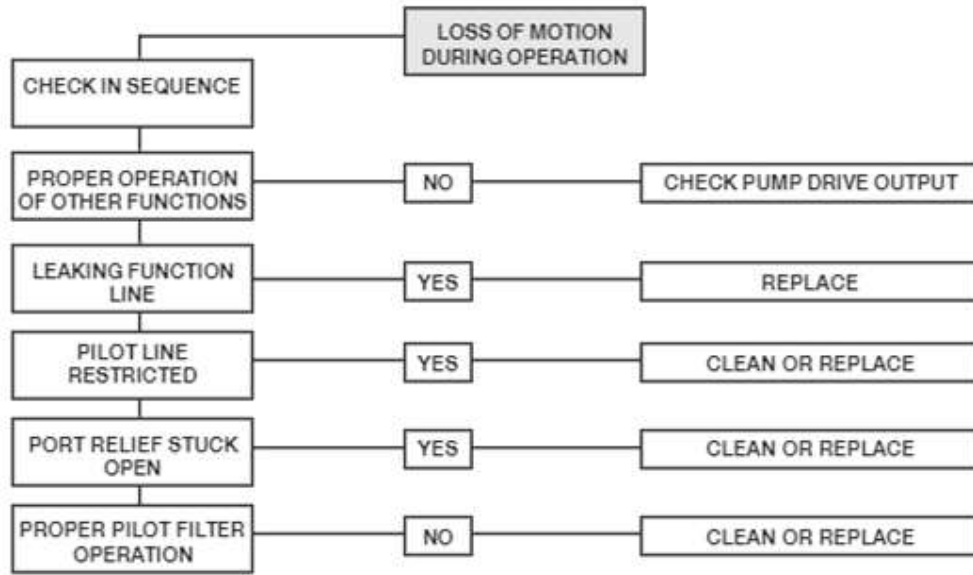 LOSS OF MOTION
DURING OPERATION
CHECK IN SEQUENCE
PROPER OPERATION
OF OTHER FUNCTIONS
NO
CHECK PUMP DRIVE OUTPUT
LEAKING FUNCTION
LINE
YES
REPLACE
PILOT LINE
RESTRICTED
YES
CLEAN OR REPLACE
PORT RELIEF STUCK
OPEN
YES
CLEAN OR REPLACE
PROPER PILOT FILTER
OPERATION
NO
CLEAN OR REPLACE